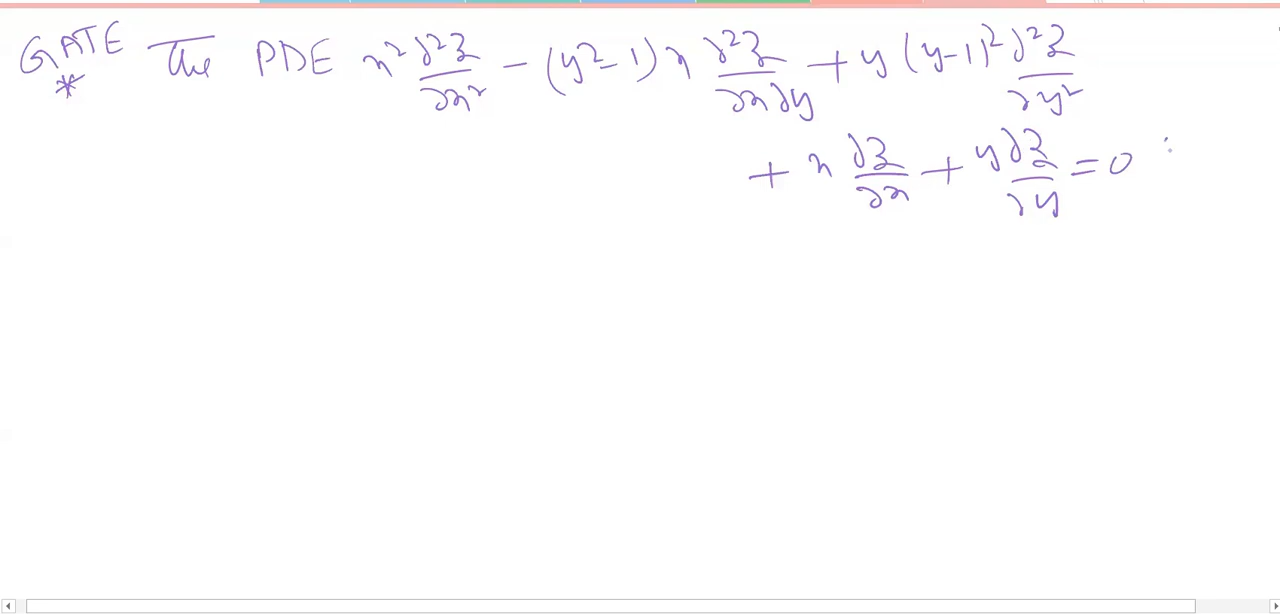 GATE * The PDE x² ∂²z/∂x² − (y²−1)x ∂²z/∂x∂y + y(y−1)² ∂²z/∂y²
+ x ∂z/∂x + y ∂z/∂y = 0 :